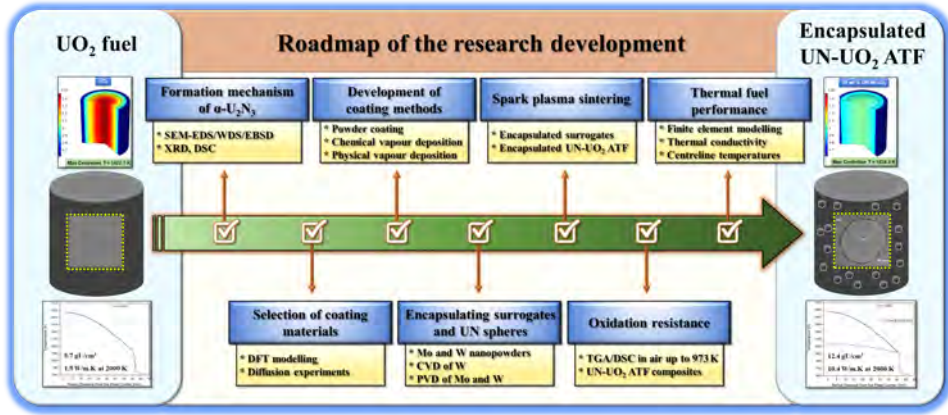 UO₂ fuel
Roadmap of the research development
Encapsulated
UN-UO₂ ATF
Formation mechanism
of α-U₂N₃
* SEM-EDS/WDS/EBSD
* XRD, DSC
Development of
coating methods
* Powder coating
* Chemical vapour deposition
* Physical vapour deposition
Spark plasma sintering
* Encapsulated surrogates
* Encapsulated UN-UO₂ ATF
Thermal fuel
performance
* Finite element modelling
* Thermal conductivity
* Centreline temperatures
Selection of coating
materials
* DFT modelling
* Diffusion experiments
Encapsulating surrogates
and UN spheres
* Mo and W nanopowders
* CVD of W
* PVD of Mo and W
Oxidation resistance
* TGA/DSC in air up to 973 K
* UN-UO₂ ATF composites
9.7 gU/cm³
1.9 W/m.K at 2000 K
12.4 gU/cm³
10.4 W/m.K at 2000 K